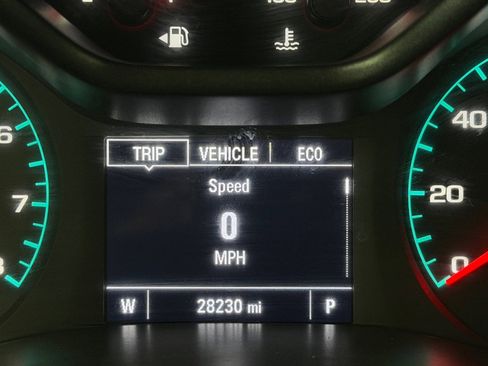 TRIP VEHICLE ECO
Speed
0
MPH
W 28230 mi P
6
7
40
20
0